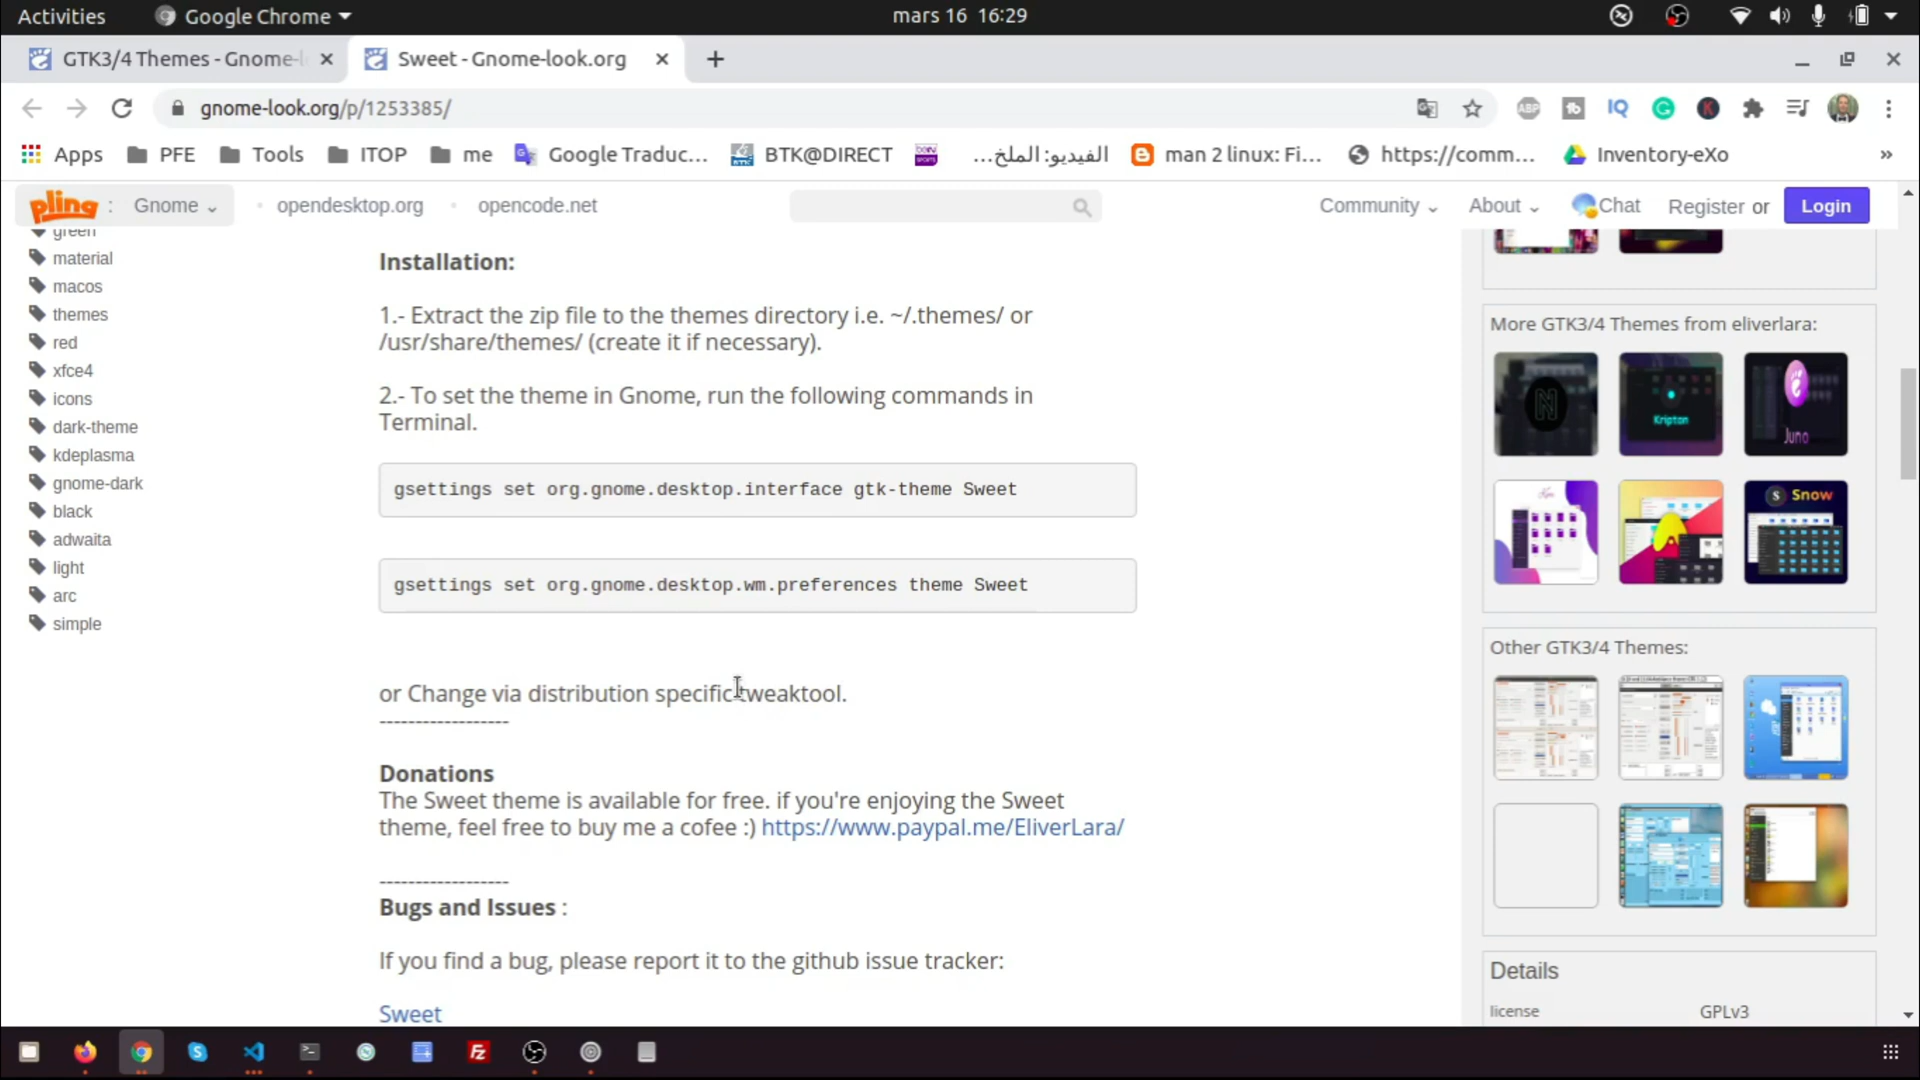 Activities
Google Chrome
mars 16 16:29
GTK3/4 Themes - Gnome-l
Sweet - Gnome-look.org
gnome-look.org/p/1253385/
Apps
PFE
Tools
ITOP
me
Google Traduc...
BTK@DIRECT
الفيديو: الملخ...
man 2 linux: Fi...
https://comm...
Inventory-eXo
»
pling : Gnome
opendesktop.org
opencode.net
Community
About
Chat
Register or
Login
green
material
macos
themes
red
xfce4
icons
dark-theme
kdeplasma
gnome-dark
black
adwaita
light
arc
simple
Installation:
1.- Extract the zip file to the themes directory i.e. ~/.themes/ or
/usr/share/themes/ (create it if necessary).
2.- To set the theme in Gnome, run the following commands in
Terminal.
gsettings set org.gnome.desktop.interface gtk-theme Sweet
gsettings set org.gnome.desktop.wm.preferences theme Sweet
or Change via distribution specific tweaktool.
------------------
Donations
The Sweet theme is available for free. if you're enjoying the Sweet
theme, feel free to buy me a cofee :) https://www.paypal.me/EliverLara/
------------------
Bugs and Issues :
If you find a bug, please report it to the github issue tracker:
Sweet
More GTK3/4 Themes from eliverlara:
N
Kripton
Juno
S Snow
Other GTK3/4 Themes:
Details
license GPLv3